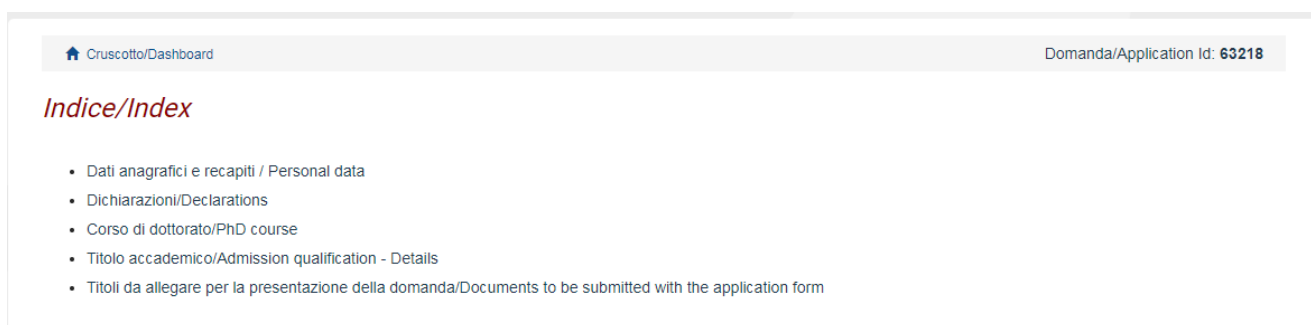 Cruscotto/Dashboard Domanda/Application Id: 63218
Indice/Index
• Dati anagrafici e recapiti / Personal data
• Dichiarazioni/Declarations
• Corso di dottorato/PhD course
• Titolo accademico/Admission qualification - Details
• Titoli da allegare per la presentazione della domanda/Documents to be submitted with the application form